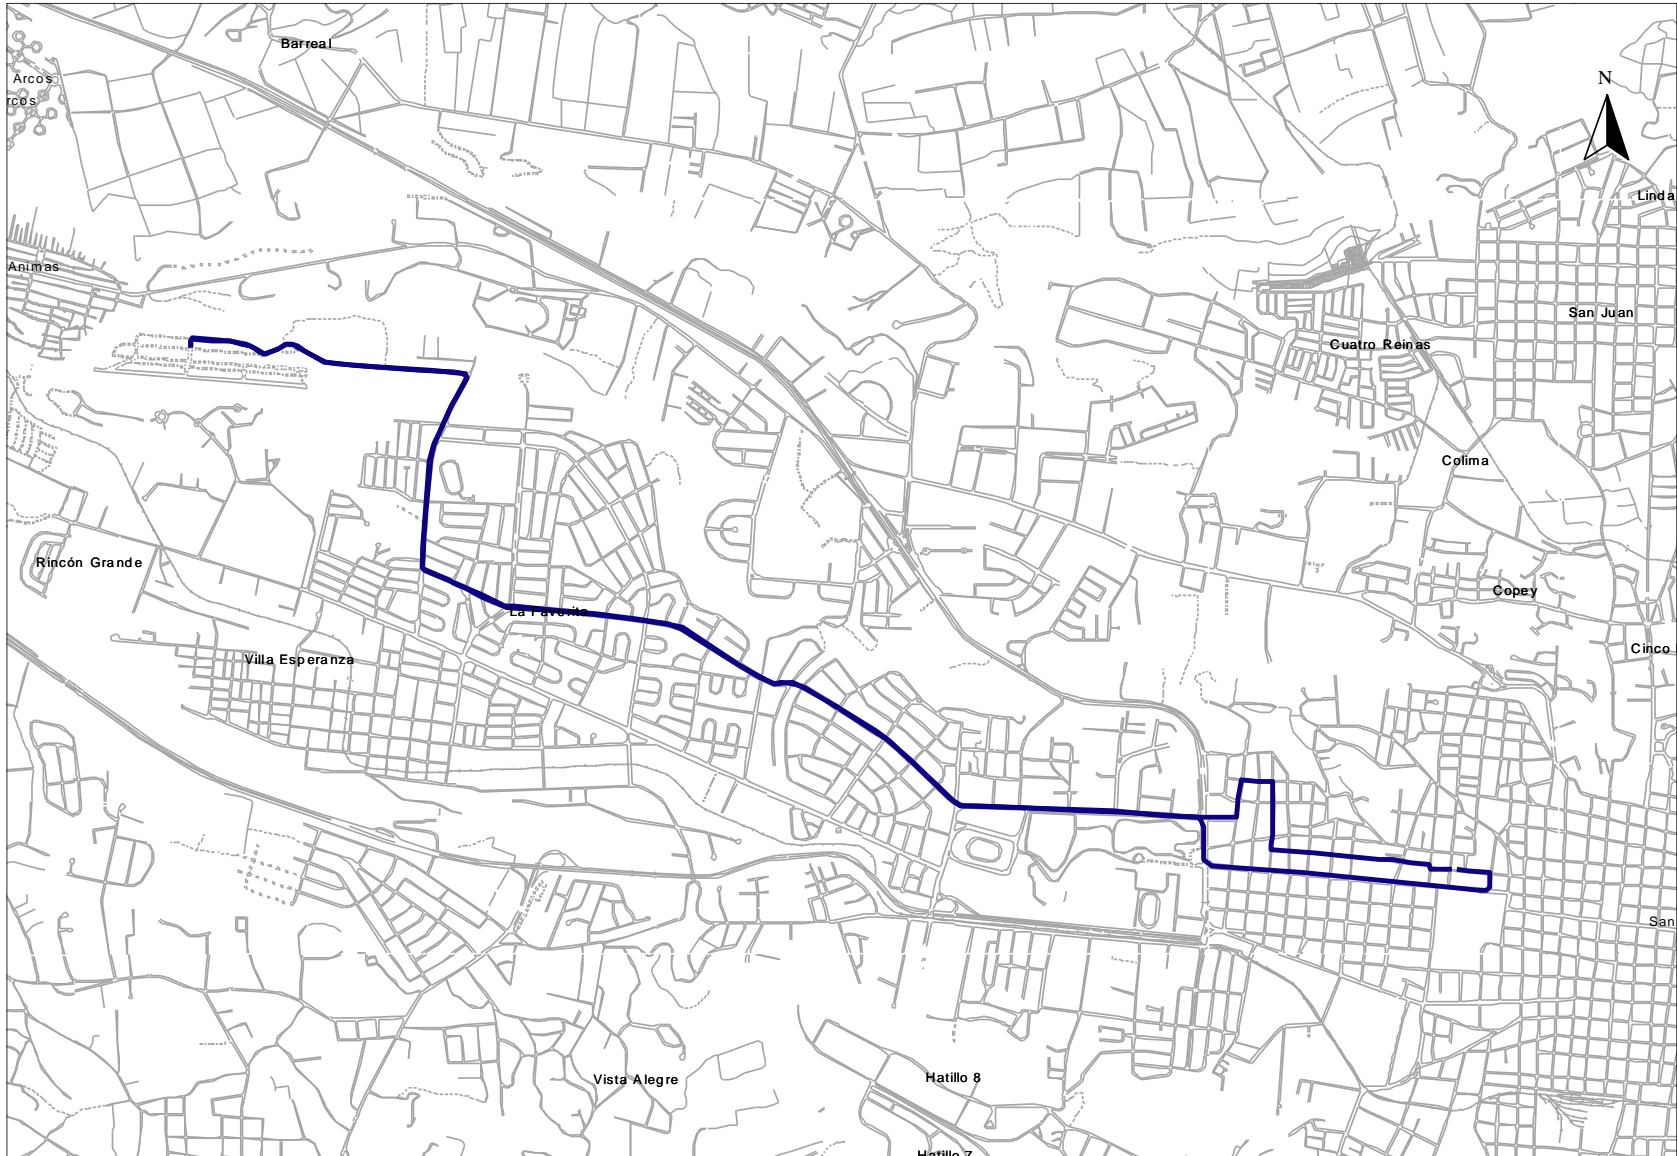 Barreal
N
Arcos
rcos
Linda
Animas
San Juan
Cuatro Reinas
Colima
Rincón Grande
Copey
La Favorita
Cinco
Villa Esperanza
San
Hatillo 8
Vista Alegre
Hatillo 7